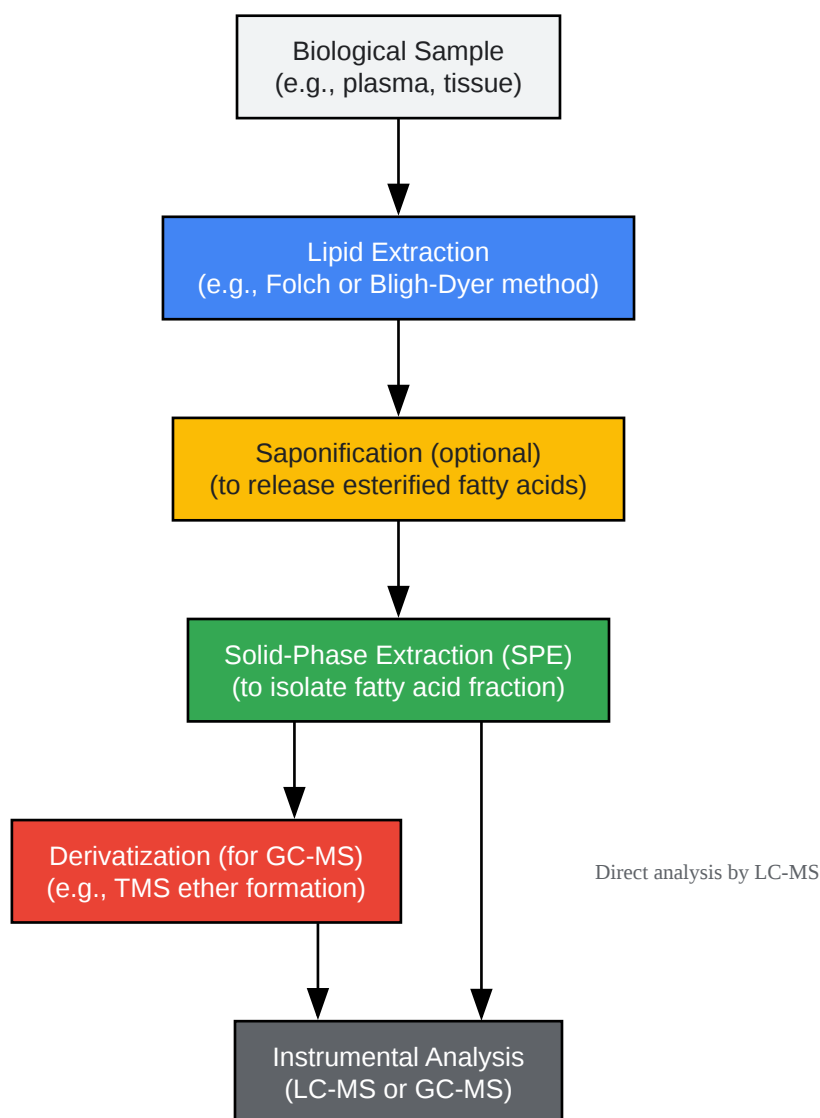 Biological Sample
(e.g., plasma, tissue)
Lipid Extraction
(e.g., Folch or Bligh-Dyer method)
Saponification (optional)
(to release esterified fatty acids)
Solid-Phase Extraction (SPE)
(to isolate fatty acid fraction)
Derivatization (for GC-MS)
(e.g., TMS ether formation)
Direct analysis by LC-MS
Instrumental Analysis
(LC-MS or GC-MS)